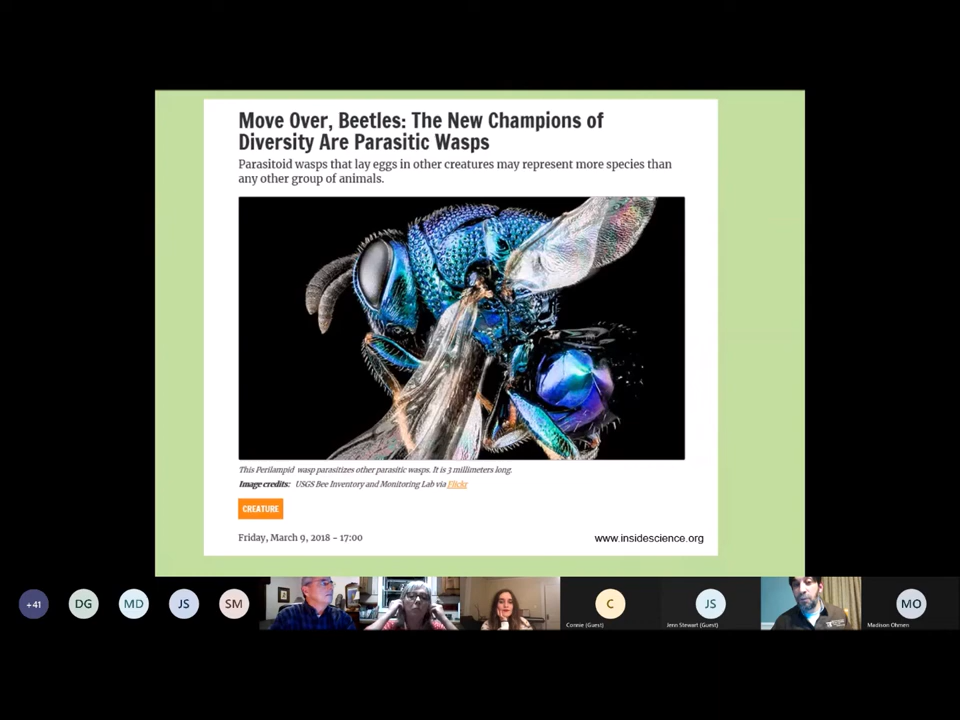 Move Over, Beetles: The New Champions of
Diversity Are Parasitic Wasps
Parasitoid wasps that lay eggs in other creatures may represent more species than
any other group of animals.
This Perilampid wasp parasitizes other parasitic wasps. It is 3 millimeters long.
Image credits: USGS Bee Inventory and Monitoring Lab via Flickr
CREATURE
Friday, March 9, 2018 - 17:00
www.insidescience.org
+41
DG
MD
JS
SM
C
JS
MO
Connie (Guest)
Jenn Stewart (Guest)
Madison Ohmen